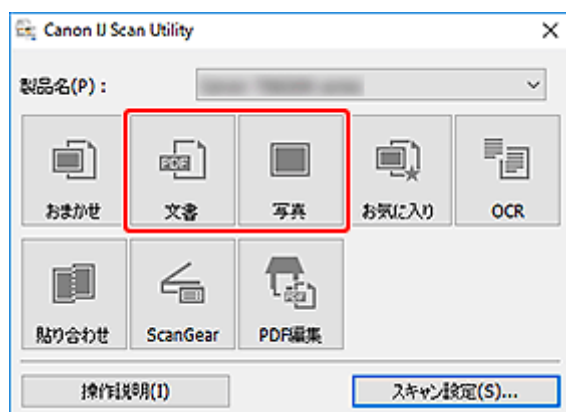 Canon IJ Scan Utility
製品名(P) :
PDF
おまかせ 文書 写真 お気に入り OCR
PDF
貼り合わせ ScanGear PDF編集
操作説明(I) スキャン設定(S)...